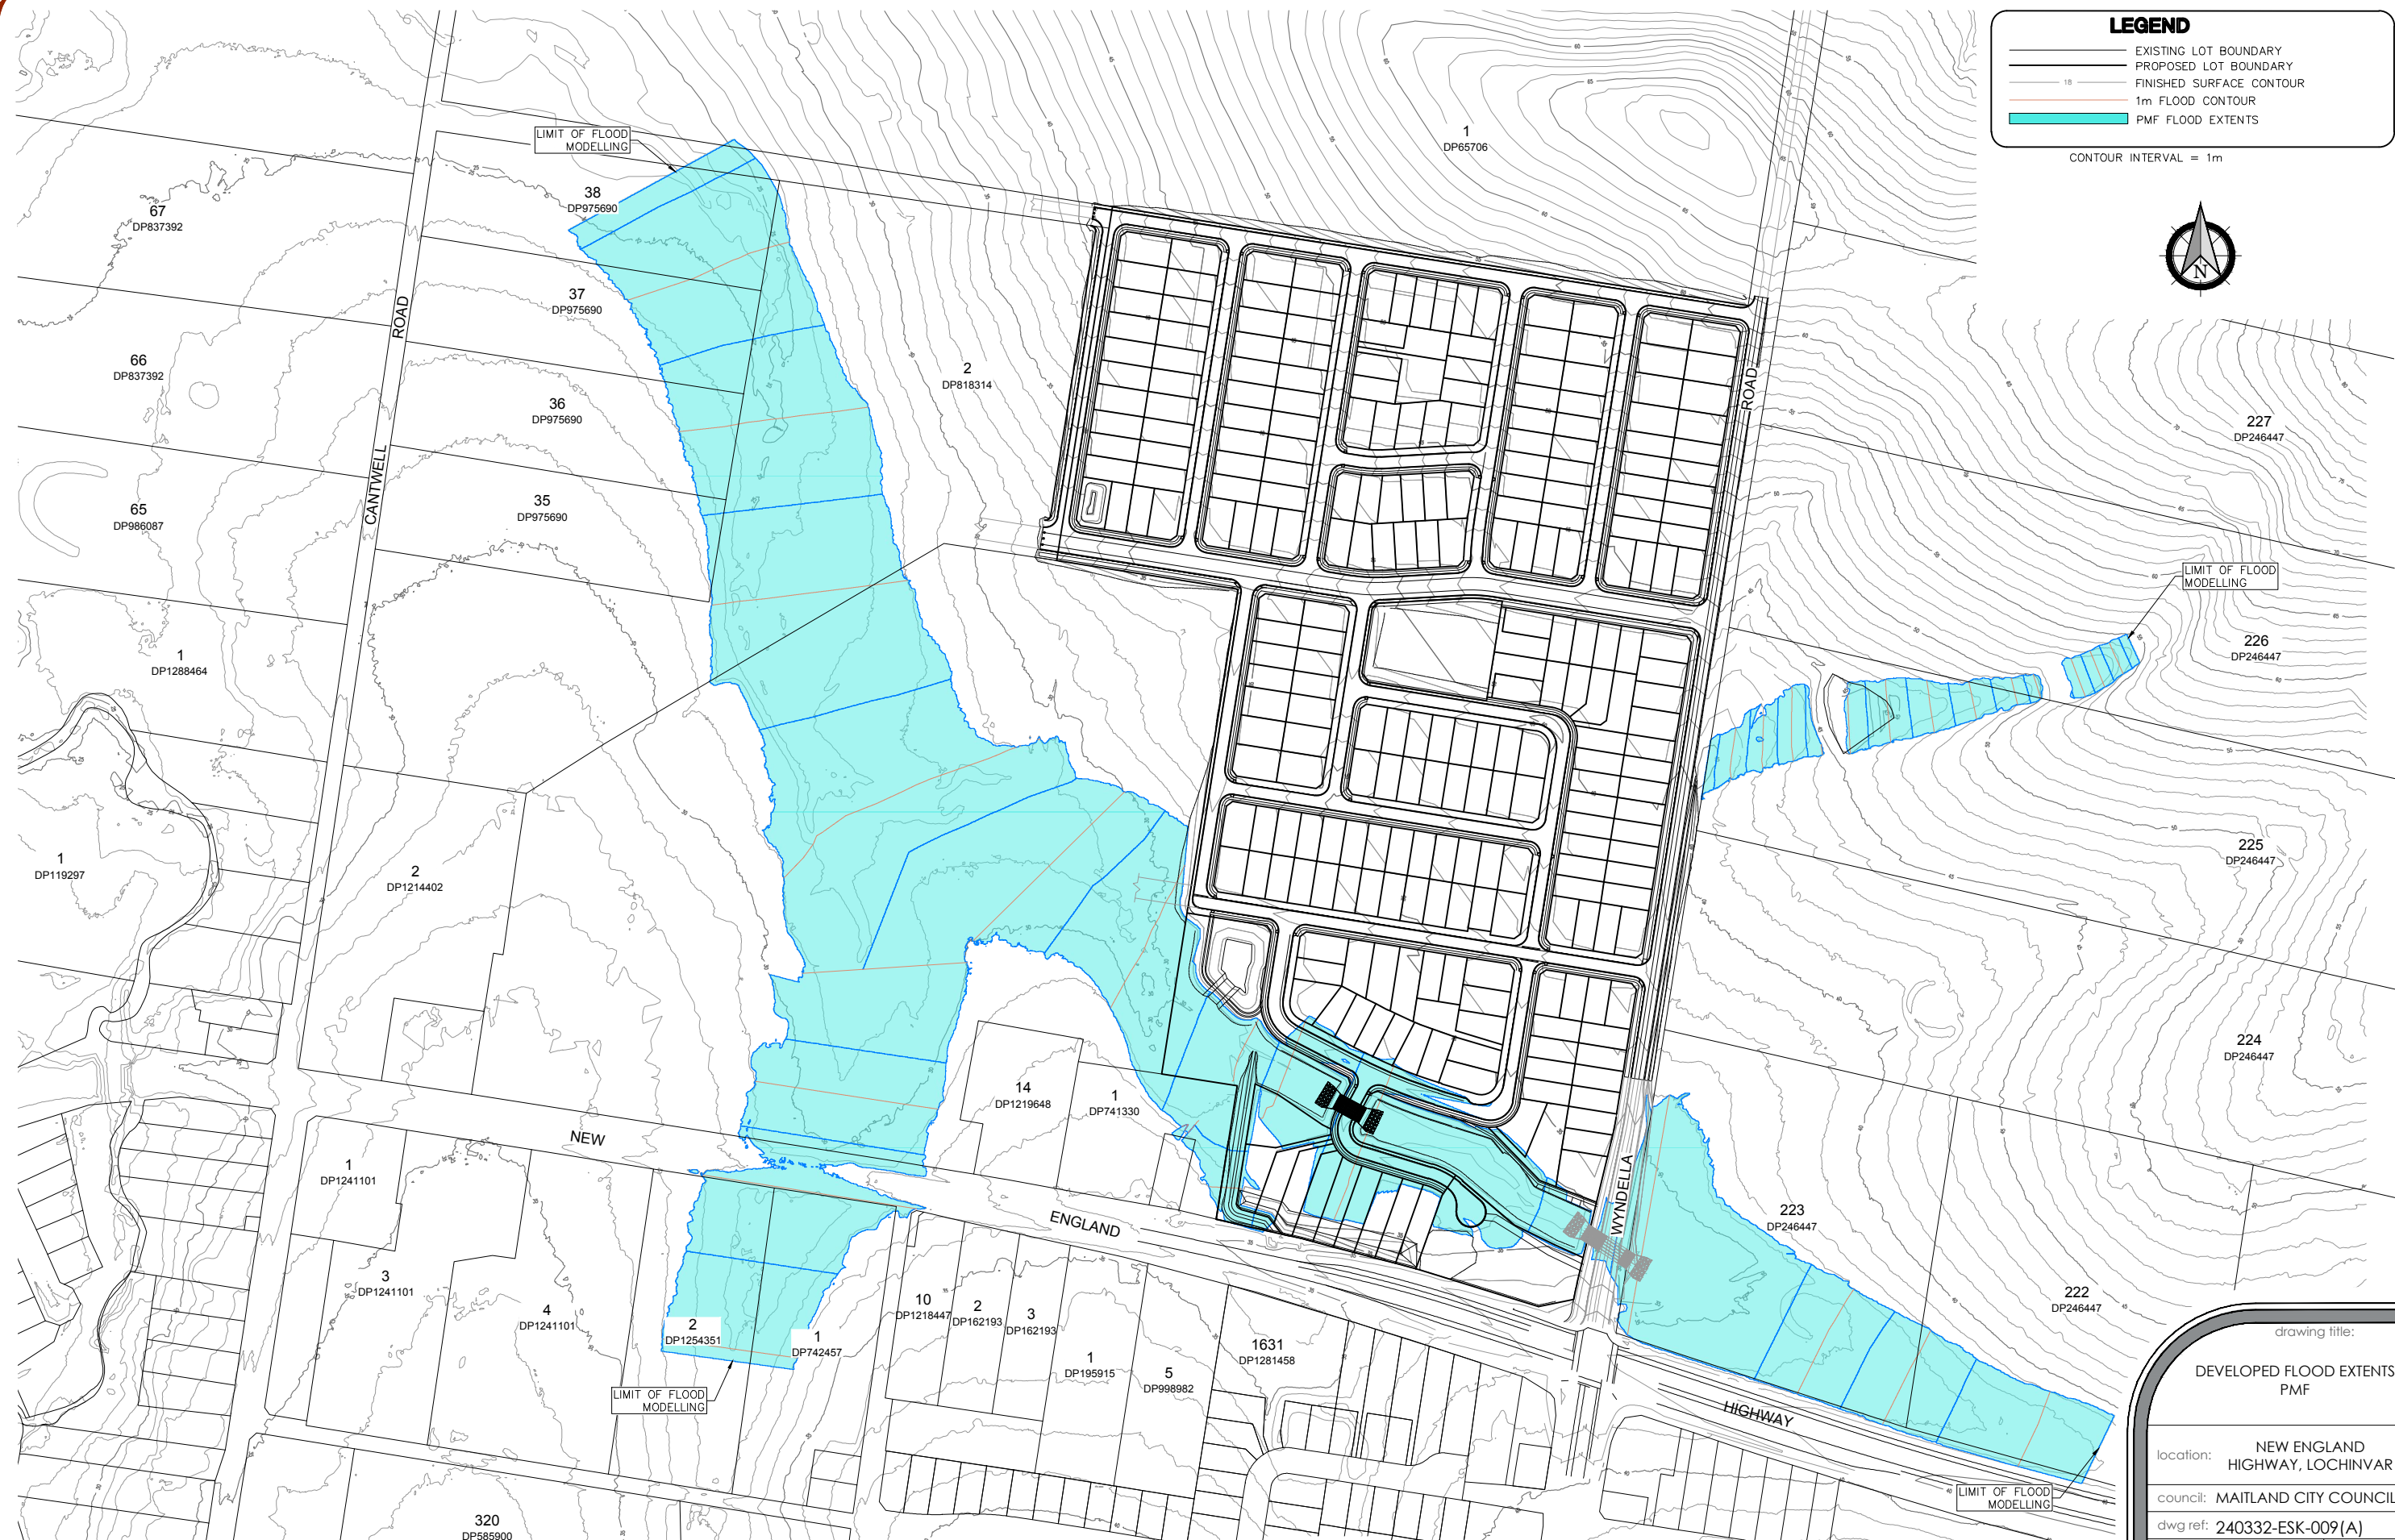 LEGEND
EXISTING LOT BOUNDARY
PROPOSED LOT BOUNDARY
18 FINISHED SURFACE CONTOUR
1m FLOOD CONTOUR
PMF FLOOD EXTENTS
CONTOUR INTERVAL = 1m
N
LIMIT OF FLOOD
MODELLING
1
DP65706
38
DP975690
67
DP837392
37
DP975690
ROAD
66
DP837392
2
DP818314
ROAD
36
DP975690
227
DP246447
CANTWELL
35
DP975690
65
DP986087
LIMIT OF FLOOD
MODELLING
226
DP246447
1
DP1288464
225
DP246447
1
DP119297
2
DP1214402
224
DP246447
14
DP1219648
1
DP741330
NEW
1
DP1241101
WYNDELLA
ENGLAND
223
DP246447
3
DP1241101
4
DP1241101
222
DP246447
10
DP1218447
2
DP162193
3
DP162193
2
DP1254351
1
DP742457
1
DP195915
5
DP998982
1631
DP1281458
LIMIT OF FLOOD
MODELLING
HIGHWAY
LIMIT OF FLOOD
MODELLING
320
DP585900
drawing title:
DEVELOPED FLOOD EXTENTS
PMF
location: NEW ENGLAND
HIGHWAY, LOCHINVAR
council: MAITLAND CITY COUNCIL
dwg ref: 240332-ESK-009(A)